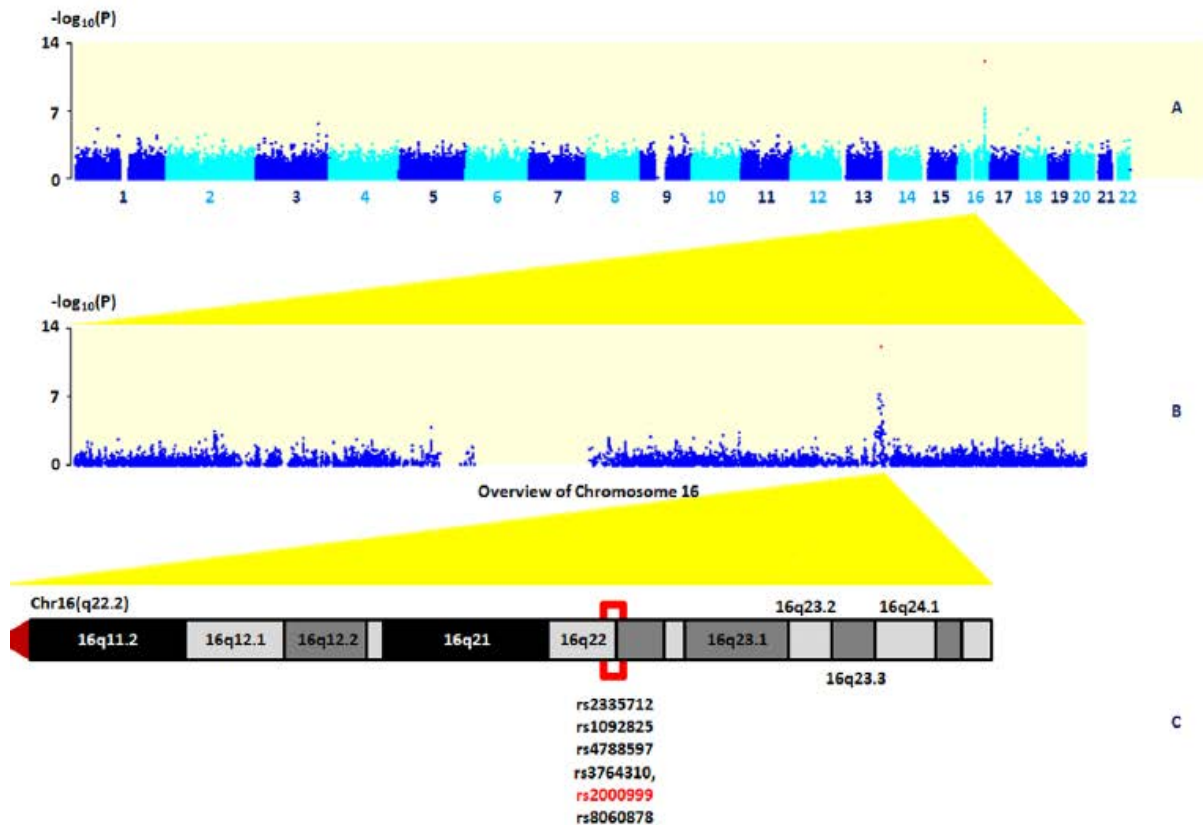 -log10(P)
14
7
0
A
1 2 3 4 5 6 7 8 9 10 11 12 13 14 15 16 17 18 19 20 21 22
-log10(P)
14
7
0
B
Overview of Chromosome 16
Chr16(q22.2)
16q23.2 16q24.1
16q11.2 16q12.1 16q12.2 16q21 16q22 16q23.1
16q23.3
rs2335712
rs1092825
rs4788597
rs3764310,
rs2000999
rs8060878
C